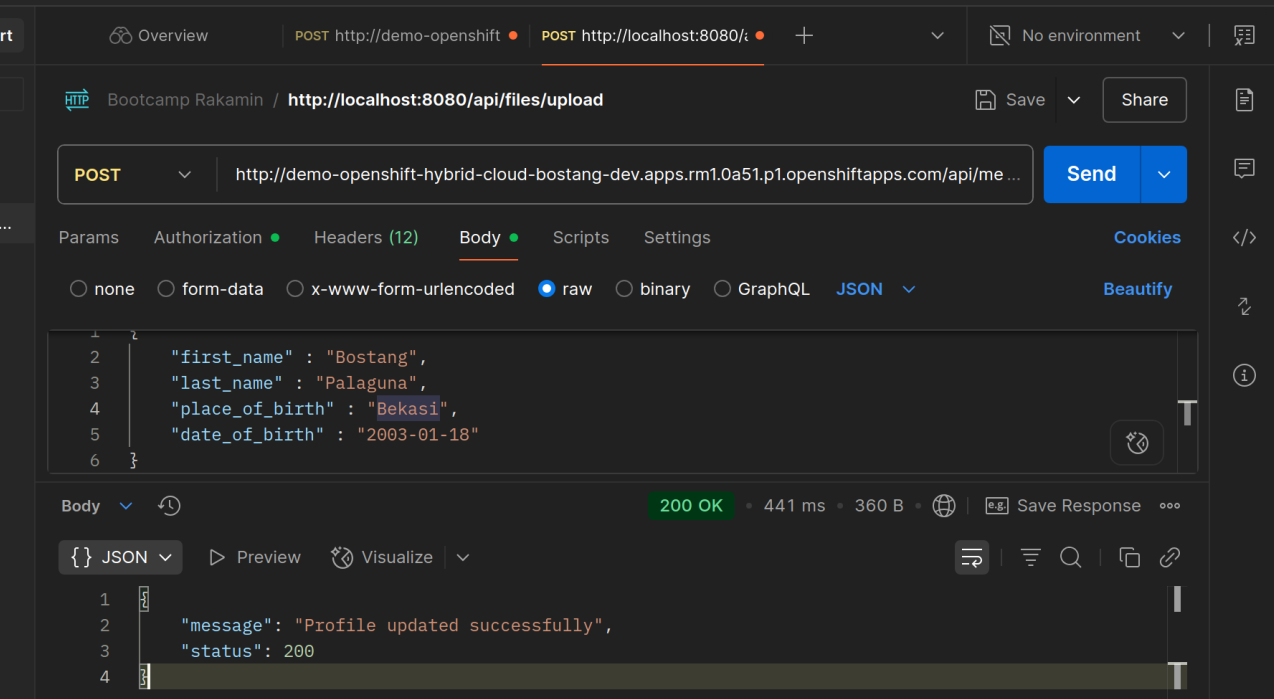 rt Overview POST http://demo-openshift POST http://localhost:8080/a No environment
HTTP Bootcamp Rakamin / http://localhost:8080/api/files/upload Save Share
POST http://demo-openshift-hybrid-cloud-bostang-dev.apps.rm1.0a51.p1.openshiftapps.com/api/me ... Send
...
Params Authorization Headers (12) Body Scripts Settings Cookies </>
none form-data x-www-form-urlencoded raw binary GraphQL JSON Beautify
1 {
2 "first_name" : "Bostang",
3 "last_name" : "Palaguna",
4 "place_of_birth" : "Bekasi",
5 "date_of_birth" : "2003-01-18"
6 }
Body 200 OK • 441 ms • 360 B • e.g. Save Response
{} JSON Preview Visualize
1 {
2 "message": "Profile updated successfully",
3 "status": 200
4 }